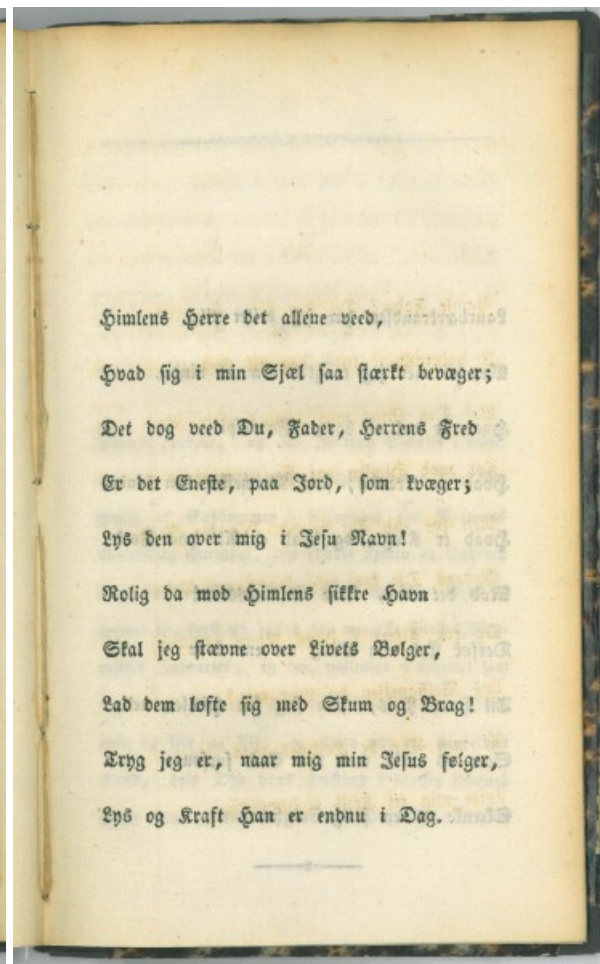 Himlens Herre det allene veed,
Hvad sig i min Sjæl saa stærkt bevæger;
Det dog veed Du, Fader, Herrens Fred
Er det Eneste, paa Jord, som kvæger;
Lys den over mig i Jesu Navn!
Rolig da mod Himlens sikkre Havn
Skal jeg stævne over Livets Bølger,
Lad dem løfte sig med Skum og Brag!
Tryg jeg er, naar mig min Jesus følger,
Lys og Kraft Han er endnu i Dag.